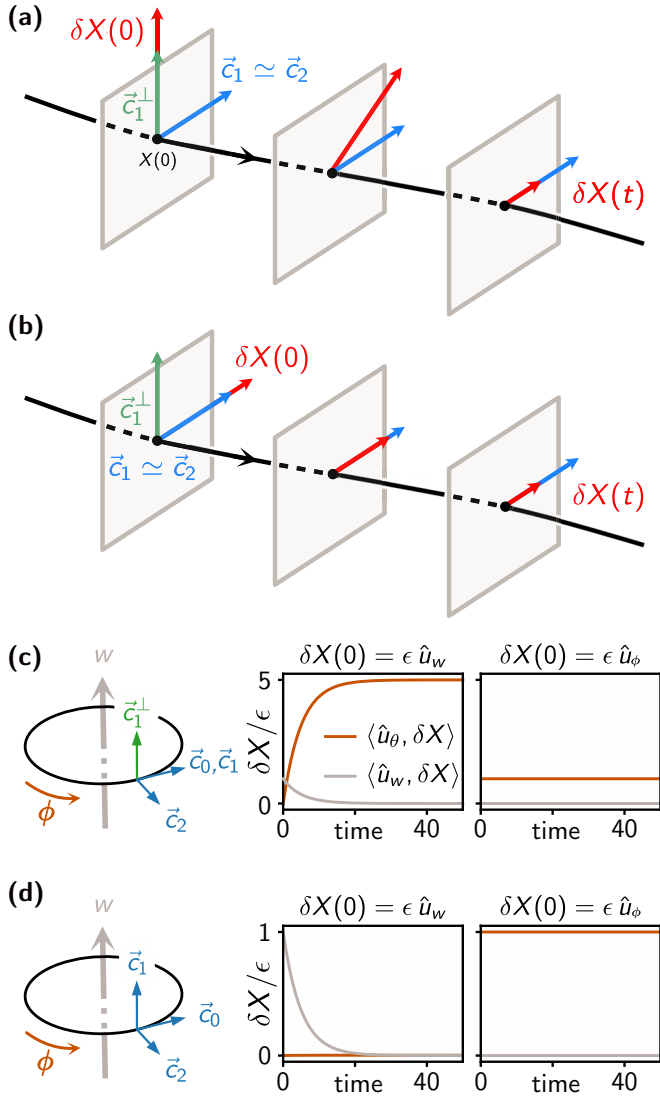 (a)
δX(0)
c⃗₁ ≃ c⃗₂
c⃗₁^⊥
X(0)
δX(t)
(b)
δX(0)
c⃗₁^⊥
c⃗₁ ≃ c⃗₂
δX(t)
(c)
w
c⃗₁^⊥
c⃗₀,c⃗₁
c⃗₂
ϕ
δX(0) = ϵ û_w
δX(0) = ϵ û_ϕ
δX/ϵ
5
0
⟨û_θ, δX⟩
⟨û_w, δX⟩
0 time 40
0 time 40
(d)
w
c⃗₁
c⃗₀
c⃗₂
ϕ
δX(0) = ϵ û_w
δX(0) = ϵ û_ϕ
δX/ϵ
1
0
0 time 40
0 time 40